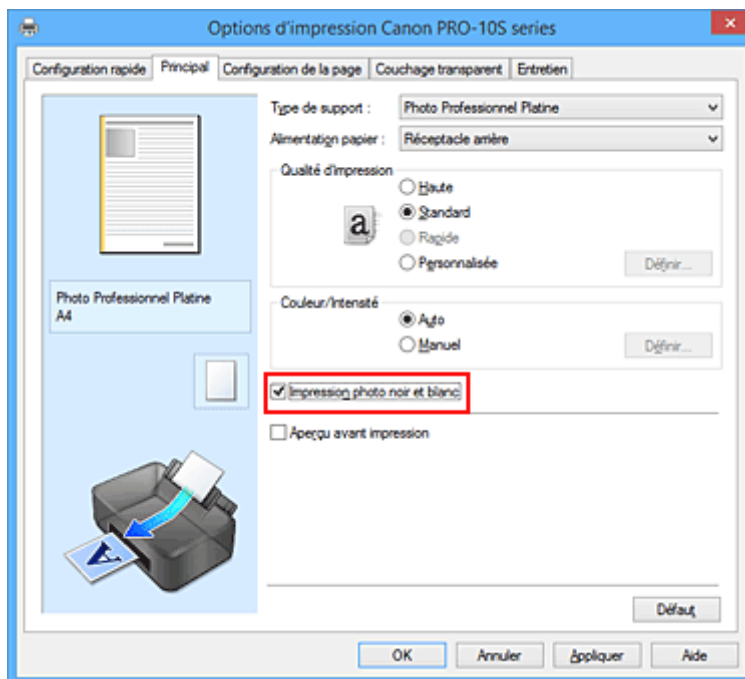 Options d'impression Canon PRO-10S series
Configuration rapide Principal Configuration de la page Couchage transparent Entretien
Type de support : Photo Professionnel Platine
Alimentation papier : Réceptacle arrière
Qualité d'impression
Haute
a Standard
Rapide
Personnalisée Définir...
Photo Professionnel Platine
A4
Couleur/Intensité
Auto
Manuel Définir...
Impression photo noir et blanc
Aperçu avant impression
A
Défaut
OK Annuler Appliquer Aide